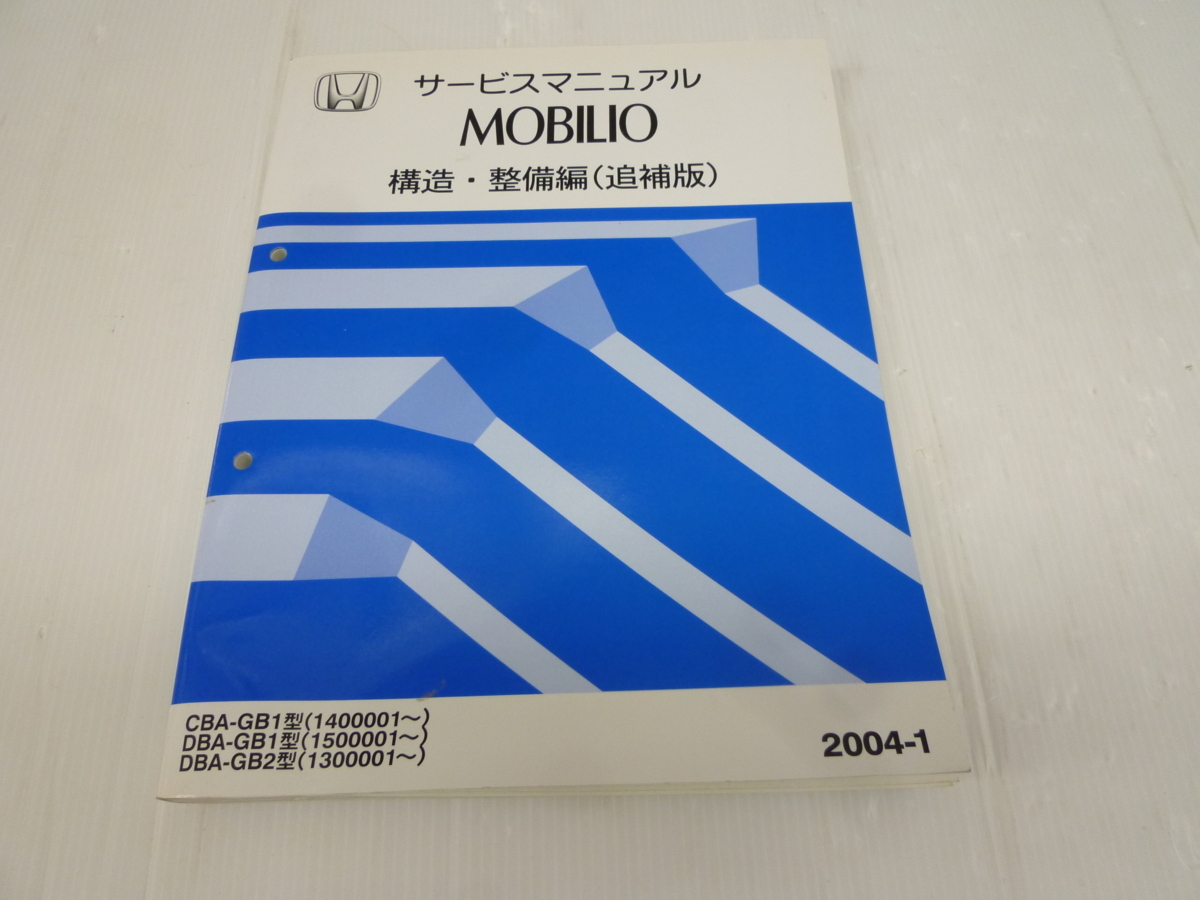 サービスマニュアル
MOBILIO
構造・整備編(追補版)
CBA-GB1型(1400001〜)
DBA-GB1型(1500001〜)
DBA-GB2型(1300001〜)
2004-1